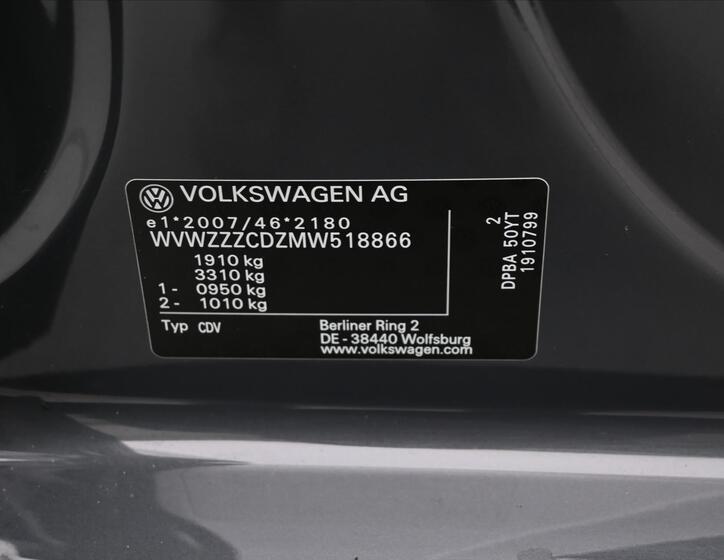 VOLKSWAGEN AG
e1*2007/46*2180
WVWZZZCDZMW518866
1910 kg
3310 kg
1 - 0950 kg
2 - 1010 kg
Typ CDV
Berliner Ring 2
DE - 38440 Wolfsburg
www.volkswagen.com
2
DPBA 50YT
1910799